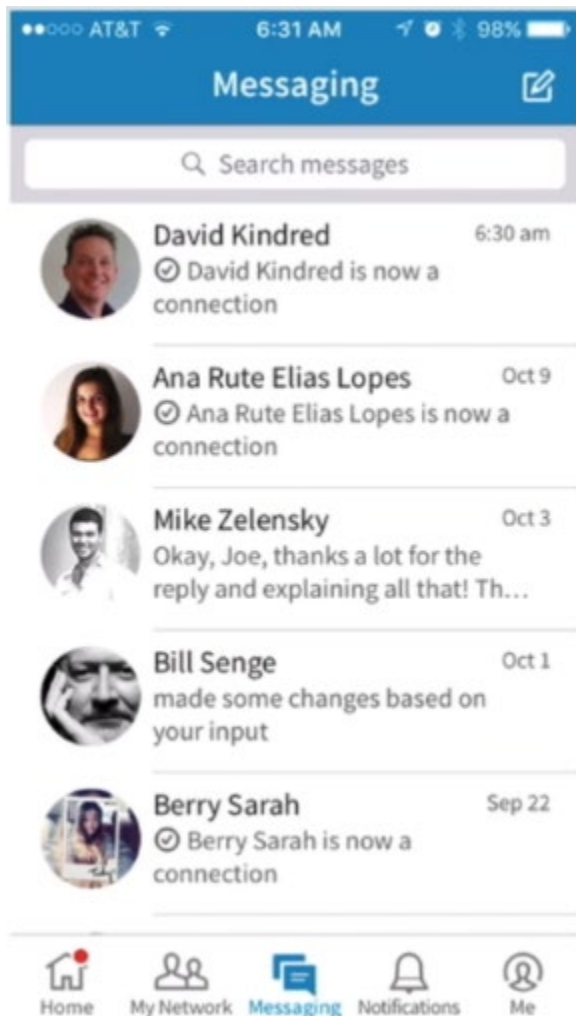 AT&T 6:31 AM 98%
Messaging
Search messages
David Kindred 6:30 am
David Kindred is now a
connection
Ana Rute Elias Lopes Oct 9
Ana Rute Elias Lopes is now a
connection
Mike Zelensky Oct 3
Okay, Joe, thanks a lot for the
reply and explaining all that! Th...
Bill Senge Oct 1
made some changes based on
your input
Berry Sarah Sep 22
Berry Sarah is now a
connection
Home My Network Messaging Notifications Me